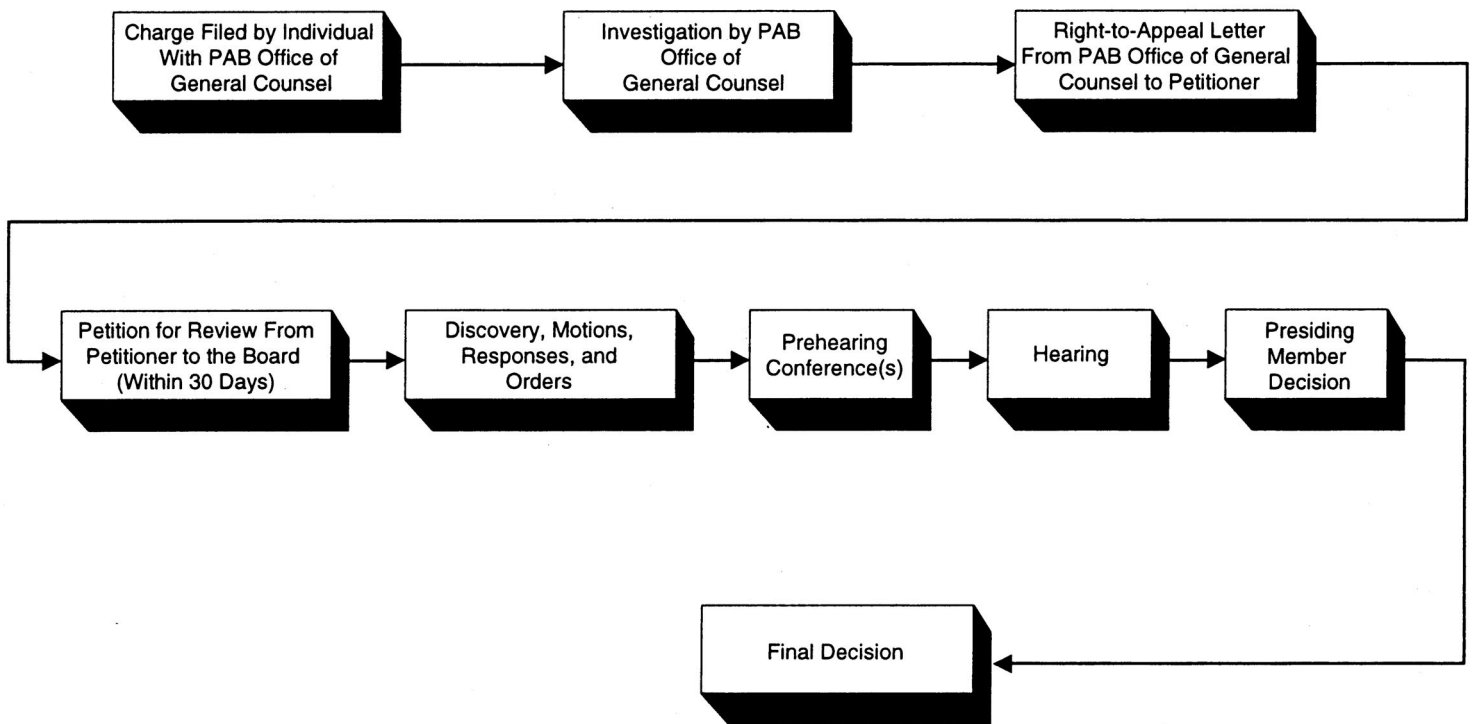 Charge Filed by Individual
With PAB Office of
General Counsel
Investigation by PAB
Office of
General Counsel
Right-to-Appeal Letter
From PAB Office of General
Counsel to Petitioner
Petition for Review From
Petitioner to the Board
(Within 30 Days)
Discovery, Motions,
Responses, and
Orders
Prehearing
Conference(s)
Hearing
Presiding
Member
Decision
Final Decision